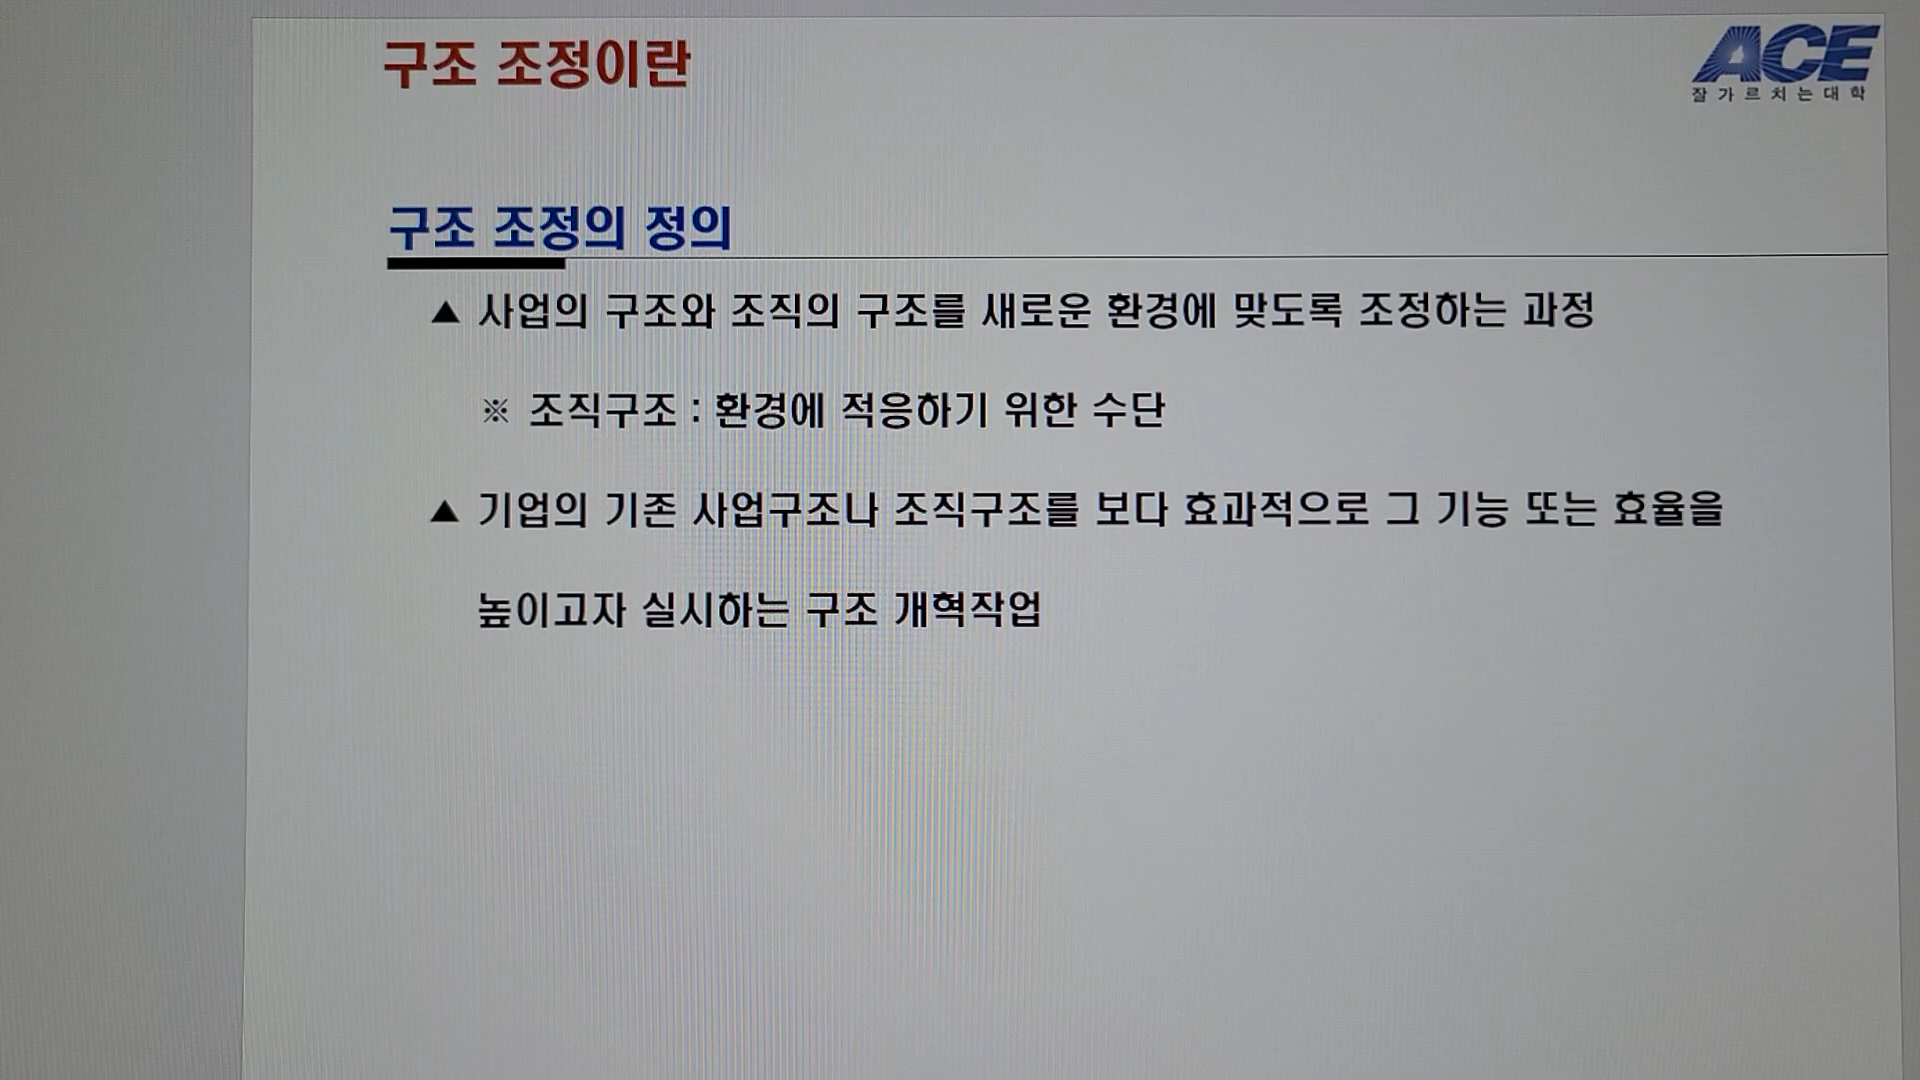 구조 조정이란
ACE
잘가르치는대학
구조 조정의 정의
▲ 사업의 구조와 조직의 구조를 새로운 환경에 맞도록 조정하는 과정
※ 조직구조 : 환경에 적응하기 위한 수단
▲ 기업의 기존 사업구조나 조직구조를 보다 효과적으로 그 기능 또는 효율을
높이고자 실시하는 구조 개혁작업